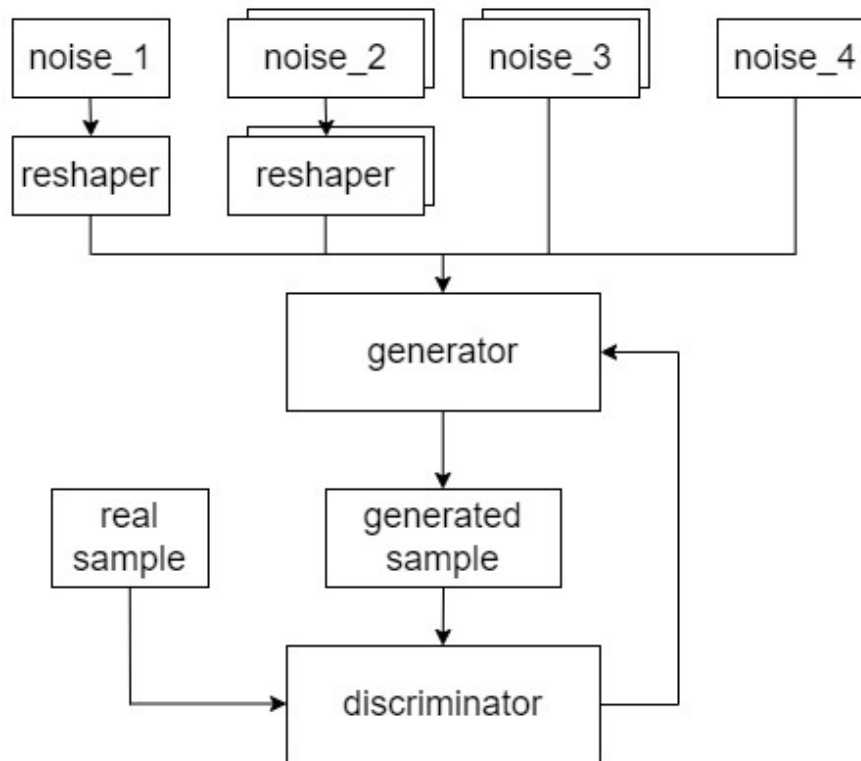 noise_1
noise_2
noise_3
noise_4
reshaper
reshaper
generator
real
sample
generated
sample
discriminator